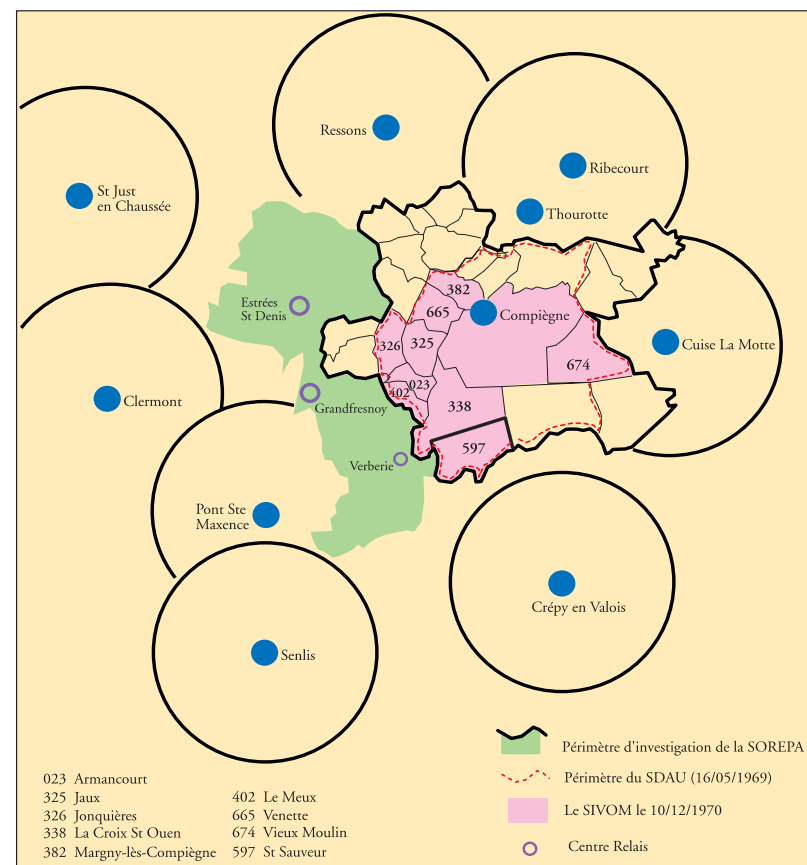 Ressons
Ribecourt
St Just
en Chaussée
Thourotte
382
Estrées
St Denis
665
Compiègne
326
325
Cuise La Motte
674
023
402
Clermont
Grandfresnoy
338
597
Verberie
Pont Ste
Maxence
Crépy en Valois
Senlis
Périmètre d'investigation de la SOREPA
Périmètre du SDAU (16/05/1969)
Le SIVOM le 10/12/1970
Centre Relais
023 Armancourt
325 Jaux
326 Jonquières
338 La Croix St Ouen
382 Margny-lès-Compiègne
402 Le Meux
665 Venette
674 Vieux Moulin
597 St Sauveur